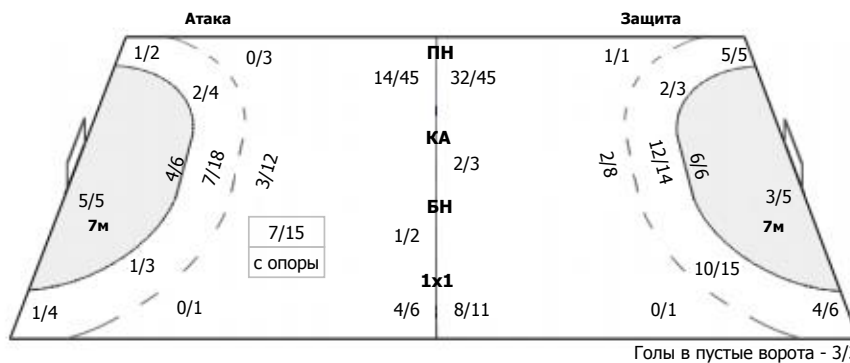 Атака Защита
1/2 0/3 ПН 1/1 5/5
14/45 32/45
2/4 2/3
КА
4/6 7/18 3/12 2/3 2/8 12/14 6/6
5/5 3/5
7м БН 7м
7/15 1/2
с опоры
1/3 10/15
1х1
1/4 0/1 4/6 8/11 0/1 4/6
Голы в пустые ворота - 3/